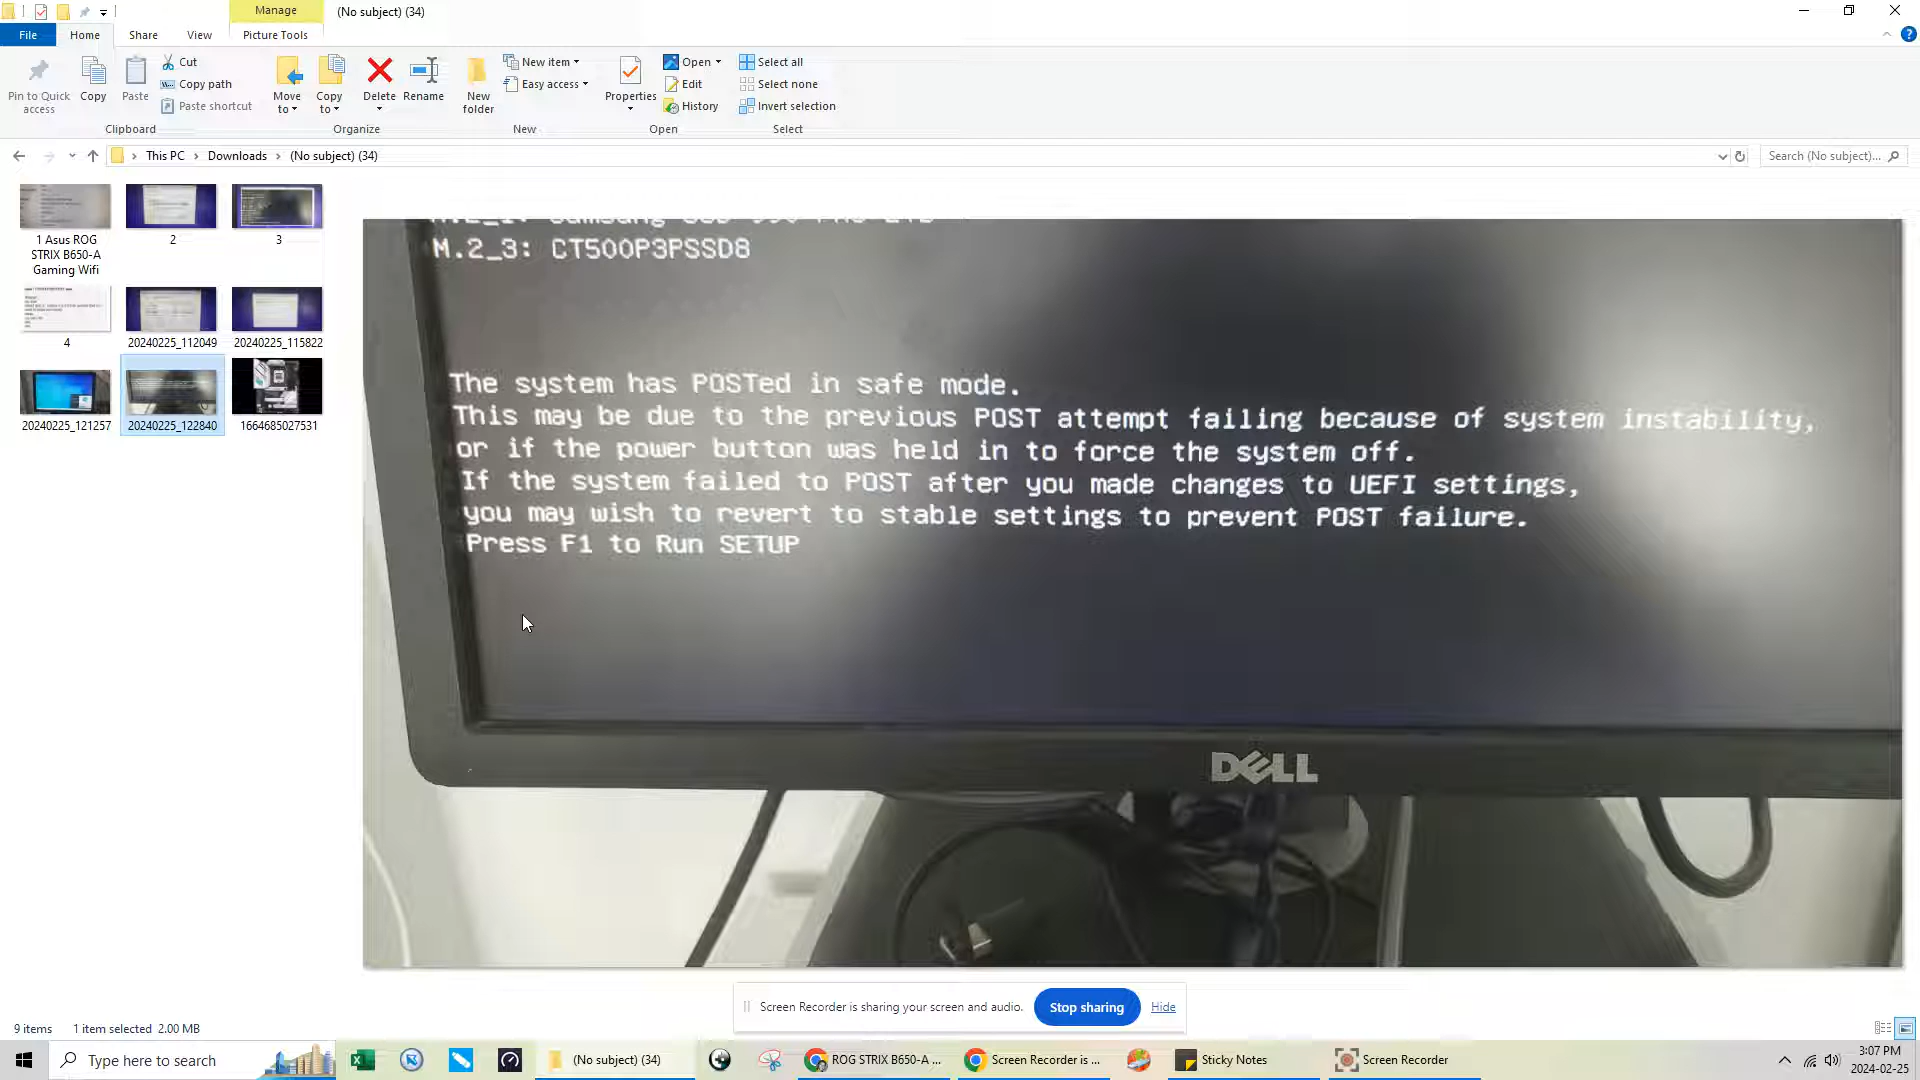 Manage
(No subject) (34)
File
Home
Share
View
Picture Tools
Pin to Quick access
Copy
Paste
Cut
Copy path
Paste shortcut
Clipboard
Move to
Copy to
Delete
Rename
Organize
New folder
New item
Easy access
New
Properties
Open
Edit
History
Open
Select all
Select none
Invert selection
Select
This PC
Downloads
(No subject) (34)
Search (No subject)...
1 Asus ROG
STRIX B650-A
Gaming Wifi
2
3
4
20240225_112049
20240225_115822
20240225_121257
20240225_122840
1664685027531
M.2_3: CT500P3PSSD8
The system has POSTed in safe mode.
This may be due to the previous POST attempt failing because of system instability,
or if the power button was held in to force the system off.
If the system failed to POST after you made changes to UEFI settings,
you may wish to revert to stable settings to prevent POST failure.
Press F1 to Run SETUP
DELL
Screen Recorder is sharing your screen and audio.
Stop sharing
Hide
9 items
1 item selected 2.00 MB
Type here to search
(No subject) (34)
ROG STRIX B650-A ...
Screen Recorder is ...
Sticky Notes
Screen Recorder
3:07 PM
2024-02-25